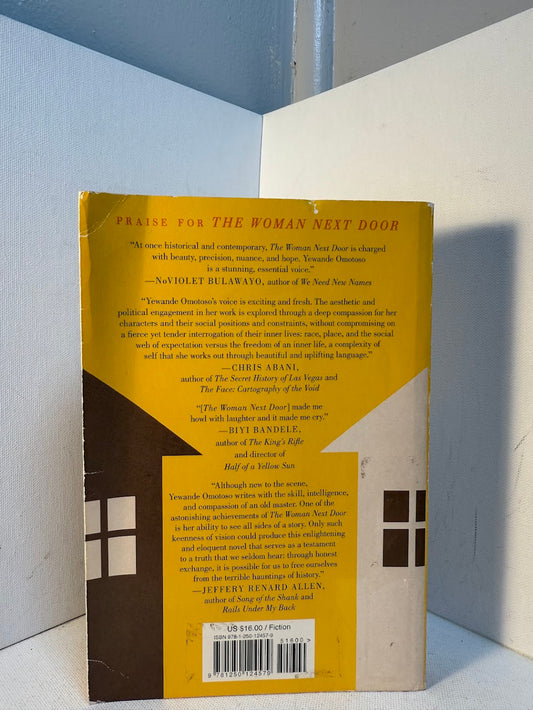 PRAISE FOR THE WOMAN NEXT DOOR
“At once historical and contemporary, The Woman Next Door is charged
with beauty, precision, nuance, and hope. Yewande Omotoso
is a stunning, essential voice.”
—NoVIOLET BULAWAYO, author of We Need New Names
“Yewande Omotoso’s voice is exciting and fresh. The aesthetic and
political engagement in her work is explored through a deep compassion for her
characters and their social positions and constraints, without compromising on
a fierce yet tender interrogation of their inner lives: race, place, and the social
web of expectation versus the freedom of an inner life, a complexity of
self that she works out through beautiful and uplifting language.”
—CHRIS ABANI,
author of The Secret History of Las Vegas and
The Face: Cartography of the Void
“[The Woman Next Door] made me
howl with laughter and it made me cry.”
—BIYI BANDELE,
author of The King’s Rifle
and director of
Half of a Yellow Sun
“Although new to the scene,
Yewande Omotoso writes with the skill, intelligence,
and compassion of an old master. One of the
astonishing achievements of The Woman Next Door
is her ability to see all sides of a story. Only such
keenness of vision could produce this enlightening
and eloquent novel that serves as a testament
to a truth that we seldom hear: through honest
exchange, it is possible for us to free ourselves
from the terrible hauntings of history.”
—JEFFERY RENARD ALLEN,
author of Song of the Shank and
Rails Under My Back
US $16.00 / Fiction
ISBN 978-1-250-12457-9
51600>
9 781250 124579